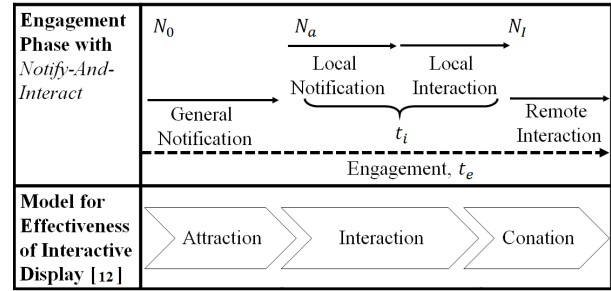 Engagement
Phase with
Notify-And-
Interact
N₀
Nₐ
N_I
Local
Notification
Local
Interaction
General
Notification
tᵢ
Remote
Interaction
Engagement, tₑ
Model for
Effectiveness
of Interactive
Display [12]
Attraction
Interaction
Conation